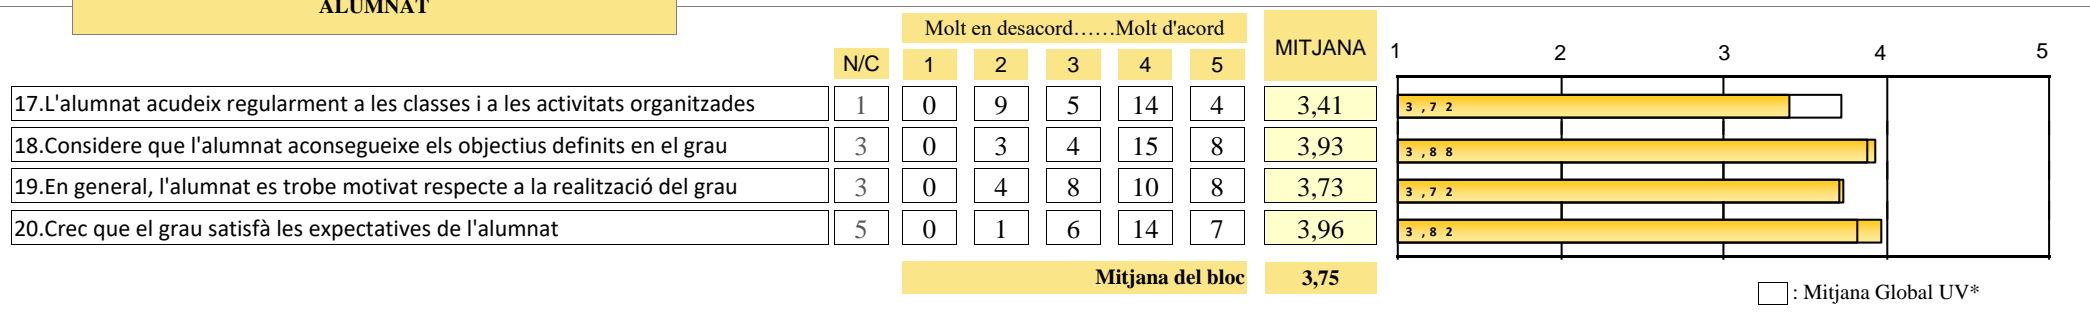 ALUMNAT
Molt en desacord……Molt d'acord
MITJANA
1 2 3 4 5
N/C 1 2 3 4 5
17.L'alumnat acudeix regularment a les classes i a les activitats organitzades 1 0 9 5 14 4 3,41 3,72
18.Considere que l'alumnat aconsegueixe els objectius definits en el grau 3 0 3 4 15 8 3,93 3,88
19.En general, l'alumnat es trobe motivat respecte a la realització del grau 3 0 4 8 10 8 3,73 3,72
20.Crec que el grau satisfà les expectatives de l'alumnat 5 0 1 6 14 7 3,96 3,82
Mitjana del bloc 3,75
: Mitjana Global UV*